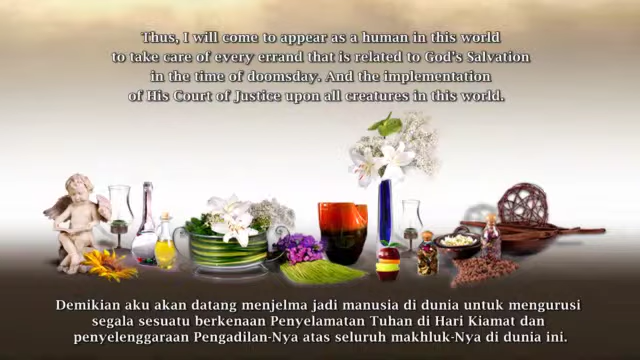 Thus, I will come to appear as a human in this world
to take care of every errand that is related to God's Salvation
in the time of doomsday. And the implementation
of His Court of Justice upon all creatures in this world.
Demikian aku akan datang menjelma jadi manusia di dunia untuk mengurusi
segala sesuatu berkenaan Penyelamatan Tuhan di Hari Kiamat dan
penyelenggaraan Pengadilan-Nya atas seluruh makhluk-Nya di dunia ini.